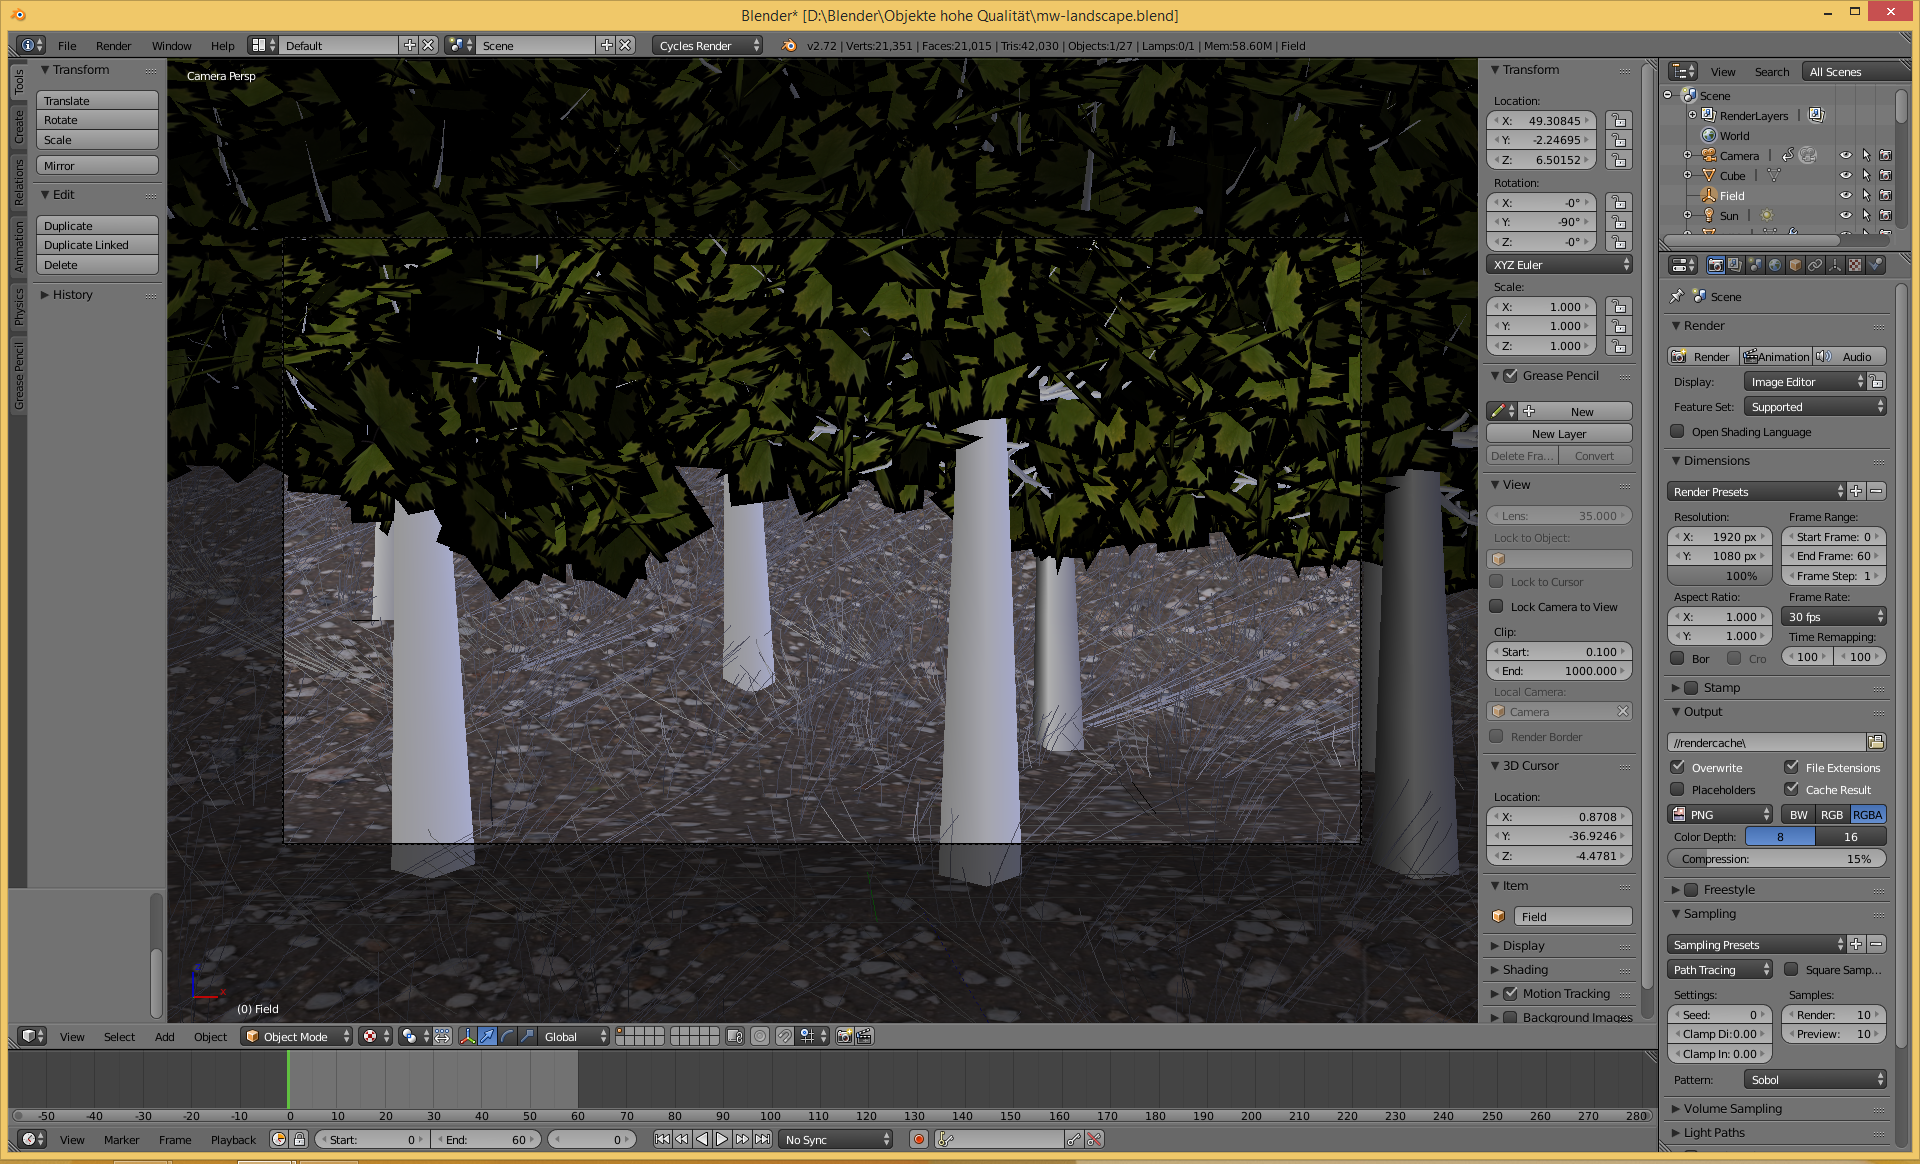 Blender* [D:\Blender\Objekte hohe Qualität\mw-landscape.blend]
File Render Window Help Default Scene Cycles Render v2.72 | Verts:21,351 | Faces:21,015 | Tris:42,030 | Objects:1/27 | Lamps:0/1 | Mem:58.60M | Field
Tools
Create
Relations
Animation
Physics
Grease Pencil
Transform
Translate
Rotate
Scale
Mirror
Edit
Duplicate
Duplicate Linked
Delete
History
Camera Persp
(0) Field
Transform
Location:
X: 49.30845
Y: -2.24695
Z: 6.50152
Rotation:
X: -0°
Y: -90°
Z: -0°
XYZ Euler
Scale:
X: 1.000
Y: 1.000
Z: 1.000
Grease Pencil
New
New Layer
Delete Fra... Convert
View
Lens: 35.000
Lock to Object:
Lock to Cursor
Lock Camera to View
Clip:
Start: 0.100
End: 1000.000
Local Camera:
Camera
Render Border
3D Cursor
Location:
X: 0.8708
Y: -36.9246
Z: -4.4781
Item
Field
Display
Shading
Motion Tracking
Background Images
View Search All Scenes
Scene
RenderLayers
World
Camera
Cube
Field
Sun
Scene
Render
Render Animation Audio
Display: Image Editor
Feature Set: Supported
Open Shading Language
Dimensions
Render Presets
Resolution: Frame Range:
X: 1920 px Start Frame: 0
Y: 1080 px End Frame: 60
100% Frame Step: 1
Aspect Ratio: Frame Rate:
X: 1.000 30 fps
Y: 1.000 Time Remapping:
Bor Cro 100 100
Stamp
Output
//rendercache\
Overwrite File Extensions
Placeholders Cache Result
PNG BW RGB RGBA
Color Depth: 8 16
Compression: 15%
Freestyle
Sampling
Sampling Presets
Path Tracing Square Samp...
Settings: Samples:
Seed: 0 Render: 10
Clamp Di:0.00 Preview: 10
Clamp In: 0.00
Pattern: Sobol
Volume Sampling
Light Paths
View Select Add Object Object Mode Global
-50 -40 -30 -20 -10 0 10 20 30 40 50 60 70 80 90 100 110 120 130 140 150 160 170 180 190 200 210 220 230 240 250 260 270 280
View Marker Frame Playback Start: 0 End: 60 0 No Sync